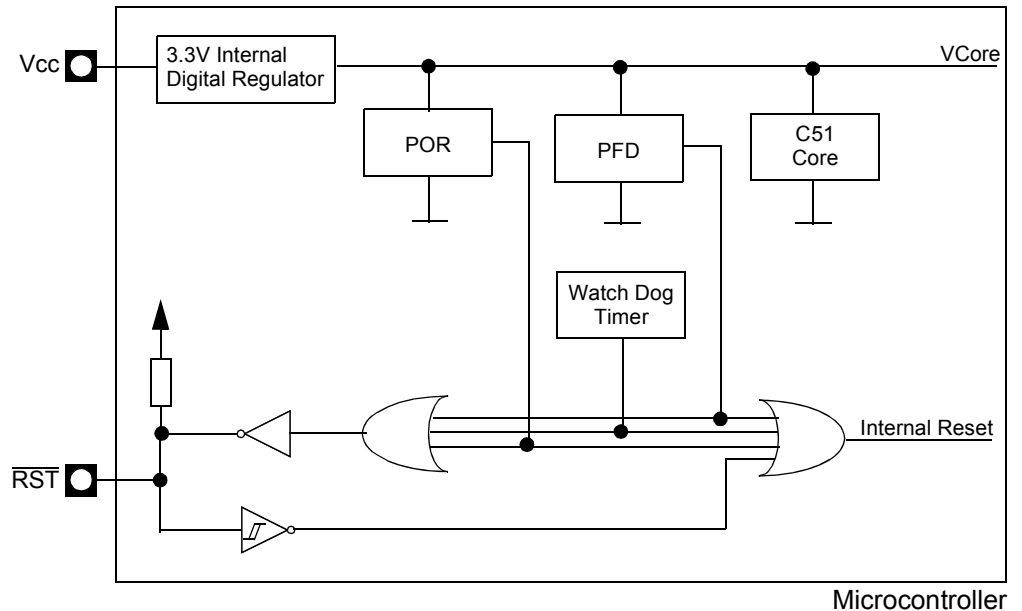 Vcc
3.3V Internal
Digital Regulator
VCore
POR
PFD
C51
Core
Watch Dog
Timer
Internal Reset
RST
Microcontroller